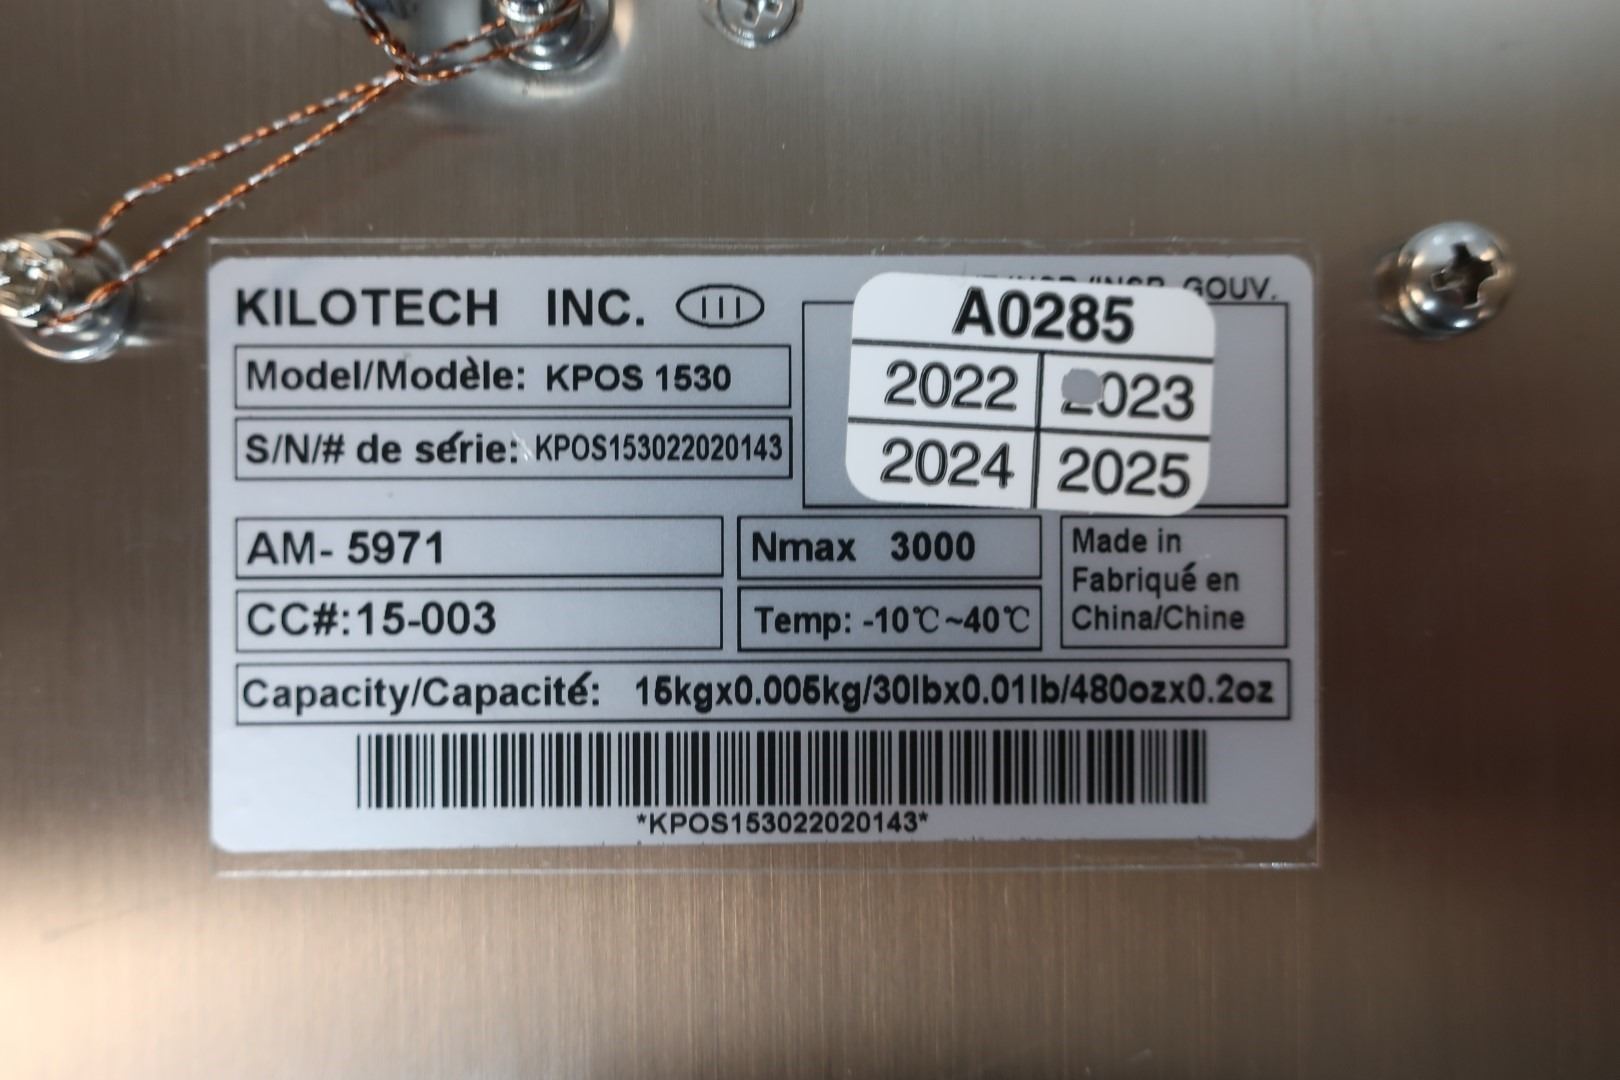 KILOTECH INC. III
GOUV.
Model/Modèle: KPOS 1530
S/N/# de série: KPOS153022020143
A0285
2022 2023
2024 2025
AM- 5971
Nmax 3000
Made in
Fabriqué en
China/Chine
CC#:15-003
Temp: -10℃~40℃
Capacity/Capacité: 15kgx0.005kg/30lbx0.01lb/480ozx0.2oz
*KPOS153022020143*